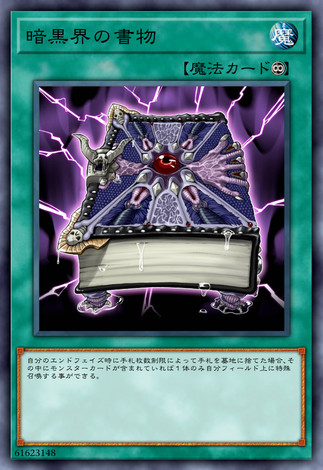 暗黒界の書物
魔
【魔法カード】
自分のエンドフェイズ時に手札枚数制限によって手札を墓地に捨てた場合、そ
の中にモンスターカードが含まれていれば1体のみ自分フィールド上に特殊
召喚する事ができる。
61623148